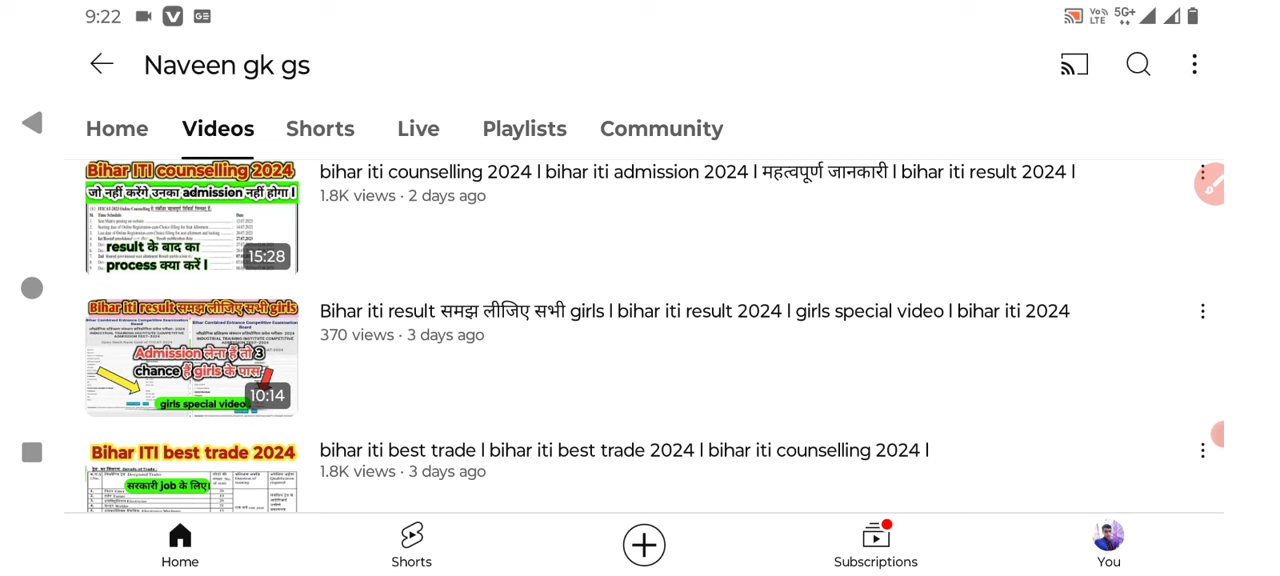 9:22
VoLTE 5G+
Naveen gk gs
Home Videos Shorts Live Playlists Community
Bihar ITI counselling 2024
जो नहीं करेंगे उनका admission नहीं होगा l
Time Schedule
result के बाद का
process क्या करें l
15:28
bihar iti counselling 2024 l bihar iti admission 2024 l महत्वपूर्ण जानकारी l bihar iti result 2024 l
1.8K views · 2 days ago
Bihar iti result समझ लीजिए सभी girls
Admission लेना हैं तो 3
chance हैं girls के पास
girls special video
10:14
Bihar iti result समझ लीजिए सभी girls l bihar iti result 2024 l girls special video l bihar iti 2024
370 views · 3 days ago
Bihar ITI best trade 2024
सरकारी job के लिए l
bihar iti best trade l bihar iti best trade 2024 l bihar iti counselling 2024 l
1.8K views · 3 days ago
Home Shorts Subscriptions You